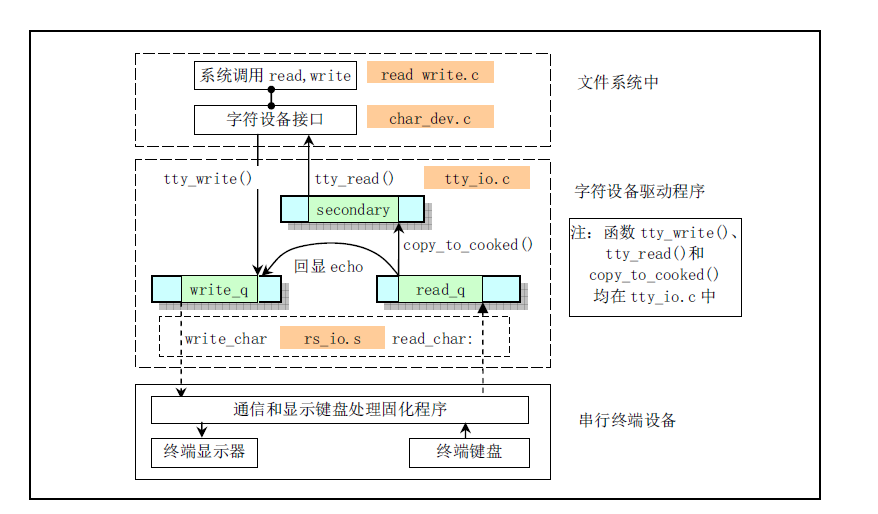 系统调用 read,write
read write.c
文件系统中
字符设备接口
char_dev.c
tty_write()
tty_read()
tty_io.c
字符设备驱动程序
secondary
注：函数 tty_write()、
tty_read()和
copy_to_cooked()
均在 tty_io.c 中
copy_to_cooked()
回显 echo
write_q
read_q
write_char
rs_io.s
read_char:
通信和显示键盘处理固化程序
串行终端设备
终端显示器
终端键盘